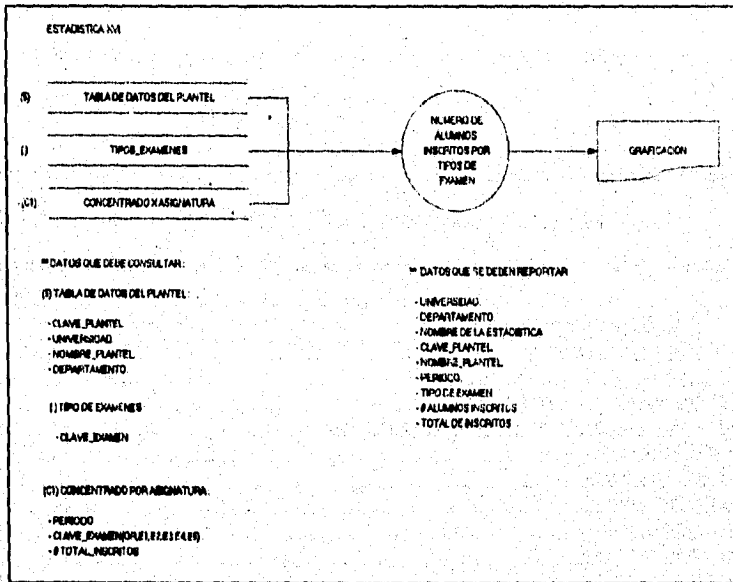 ESTADISTICA XVI
(5) TABLA DE DATOS DEL PLANTEL
() TIPOS_EXAMENES
(C1) CONCENTRADO X ASIGNATURA
NUMERO DE
ALUMNOS
INSCRITOS POR
TIPOS DE
EXAMEN
GRAFICACION
** DATOS QUE DEBE CONSULTAR:
(5) TABLA DE DATOS DEL PLANTEL:
- CLAVE_PLANTEL
- UNIVERSIDAD
- NOMBRE_PLANTEL
- DEPARTAMENTO.
() TIPO DE EXAMENES
- CLAVE_EXAMEN
(C1) CONCENTRADO POR ASIGNATURA:
- PERIODO
- CLAVE_EXAMEN
- # TOTAL_INSCRITOS
** DATOS QUE SE DEBEN REPORTAR
- UNIVERSIDAD.
- DEPARTAMENTO
- NOMBRE DE LA ESTADISTICA
- CLAVE_PLANTEL
- NOMBRE_PLANTEL
- PERIODO.
- TIPO DE EXAMEN
- # ALUMNOS INSCRITOS
- TOTAL DE INSCRITOS